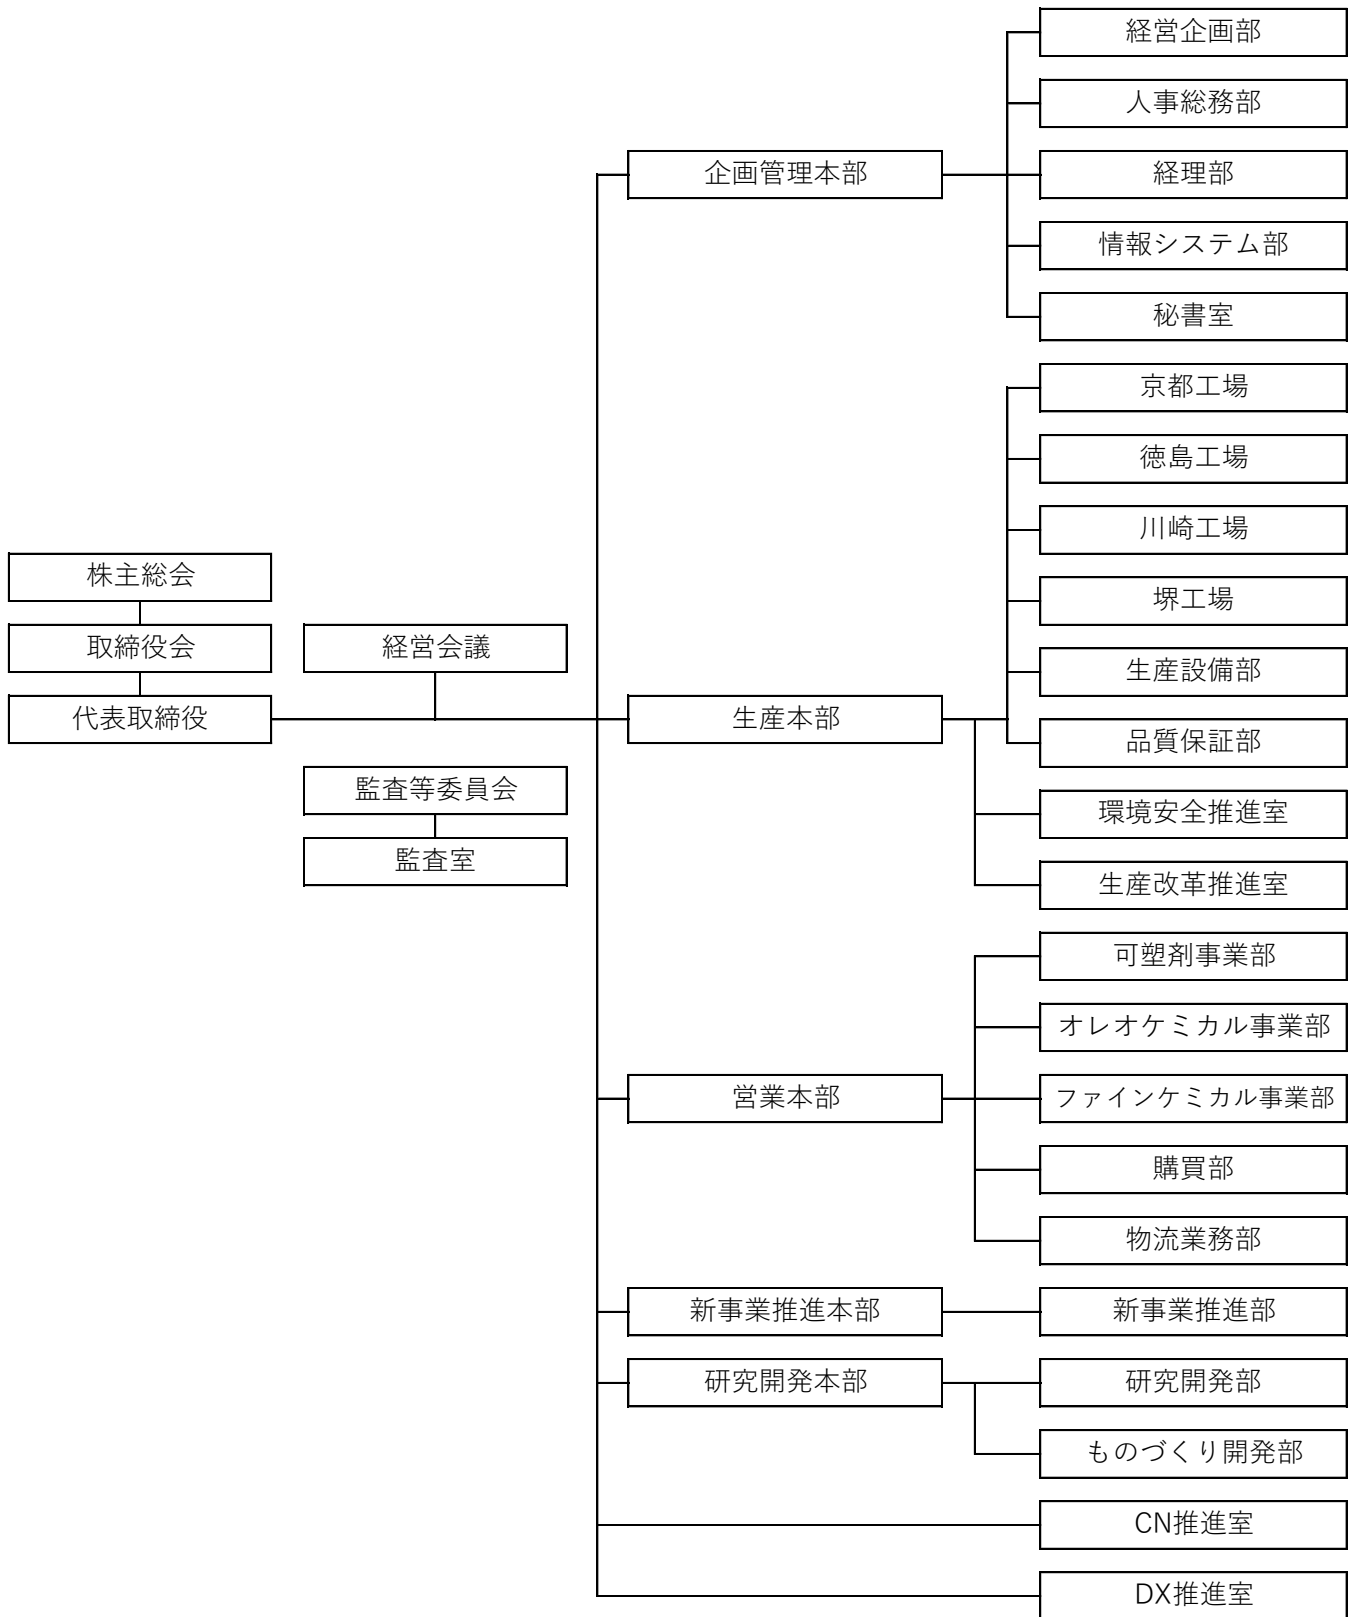 株主総会
取締役会
代表取締役
経営会議
監査等委員会
監査室
企画管理本部
経営企画部
人事総務部
経理部
情報システム部
秘書室
生産本部
京都工場
徳島工場
川崎工場
堺工場
生産設備部
品質保証部
環境安全推進室
生産改革推進室
営業本部
可塑剤事業部
オレオケミカル事業部
ファインケミカル事業部
購買部
物流業務部
新事業推進本部
新事業推進部
研究開発本部
研究開発部
ものづくり開発部
CN推進室
DX推進室